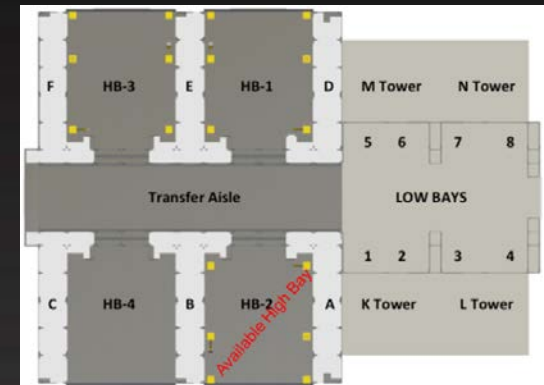 F HB-3 E HB-1 D M Tower N Tower
5 6 7 8
Transfer Aisle LOW BAYS
1 2 3 4
C HB-4 B HB-2 A K Tower L Tower
Available High Bay